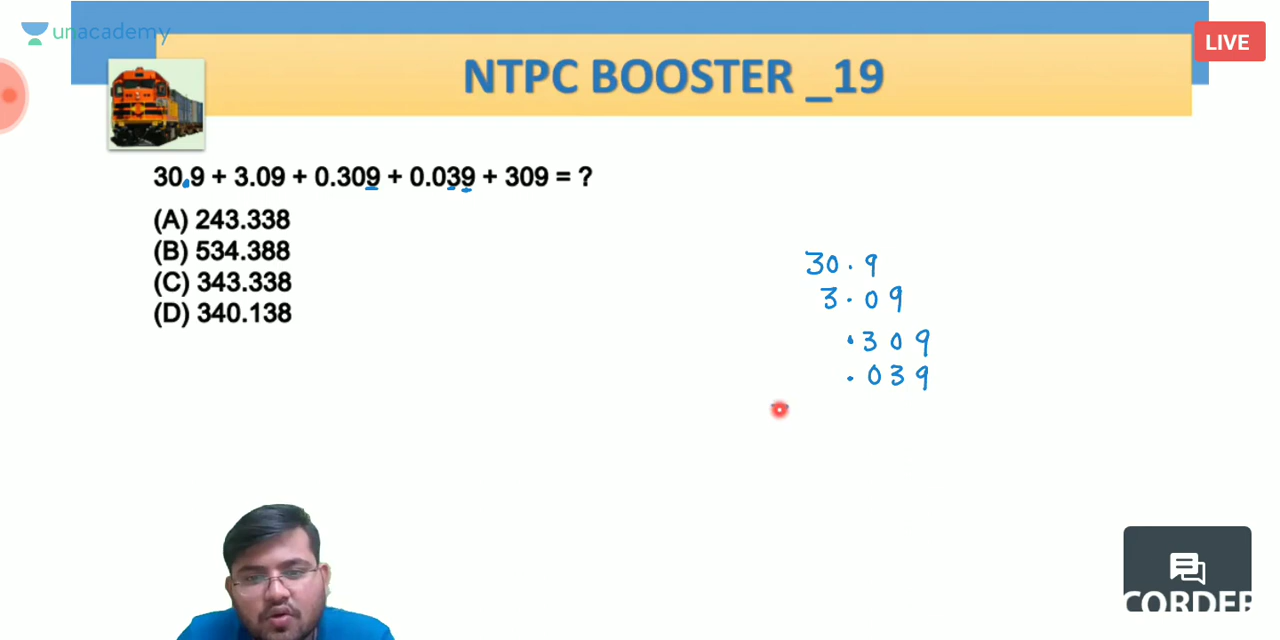 unacademy
LIVE
NTPC BOOSTER _19
30.9 + 3.09 + 0.309 + 0.039 + 309 = ?
(A) 243.338
(B) 534.388
(C) 343.338
(D) 340.138
30.9
3.09
.309
.039
CORDER